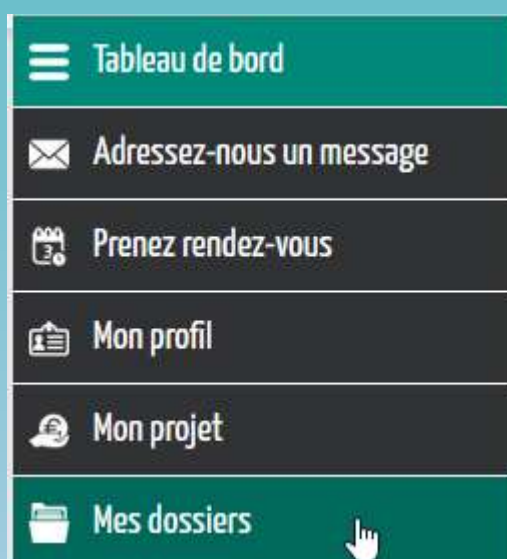 Tableau de bord
Adressez-nous un message
Prenez rendez-vous
Mon profil
Mon projet
Mes dossiers